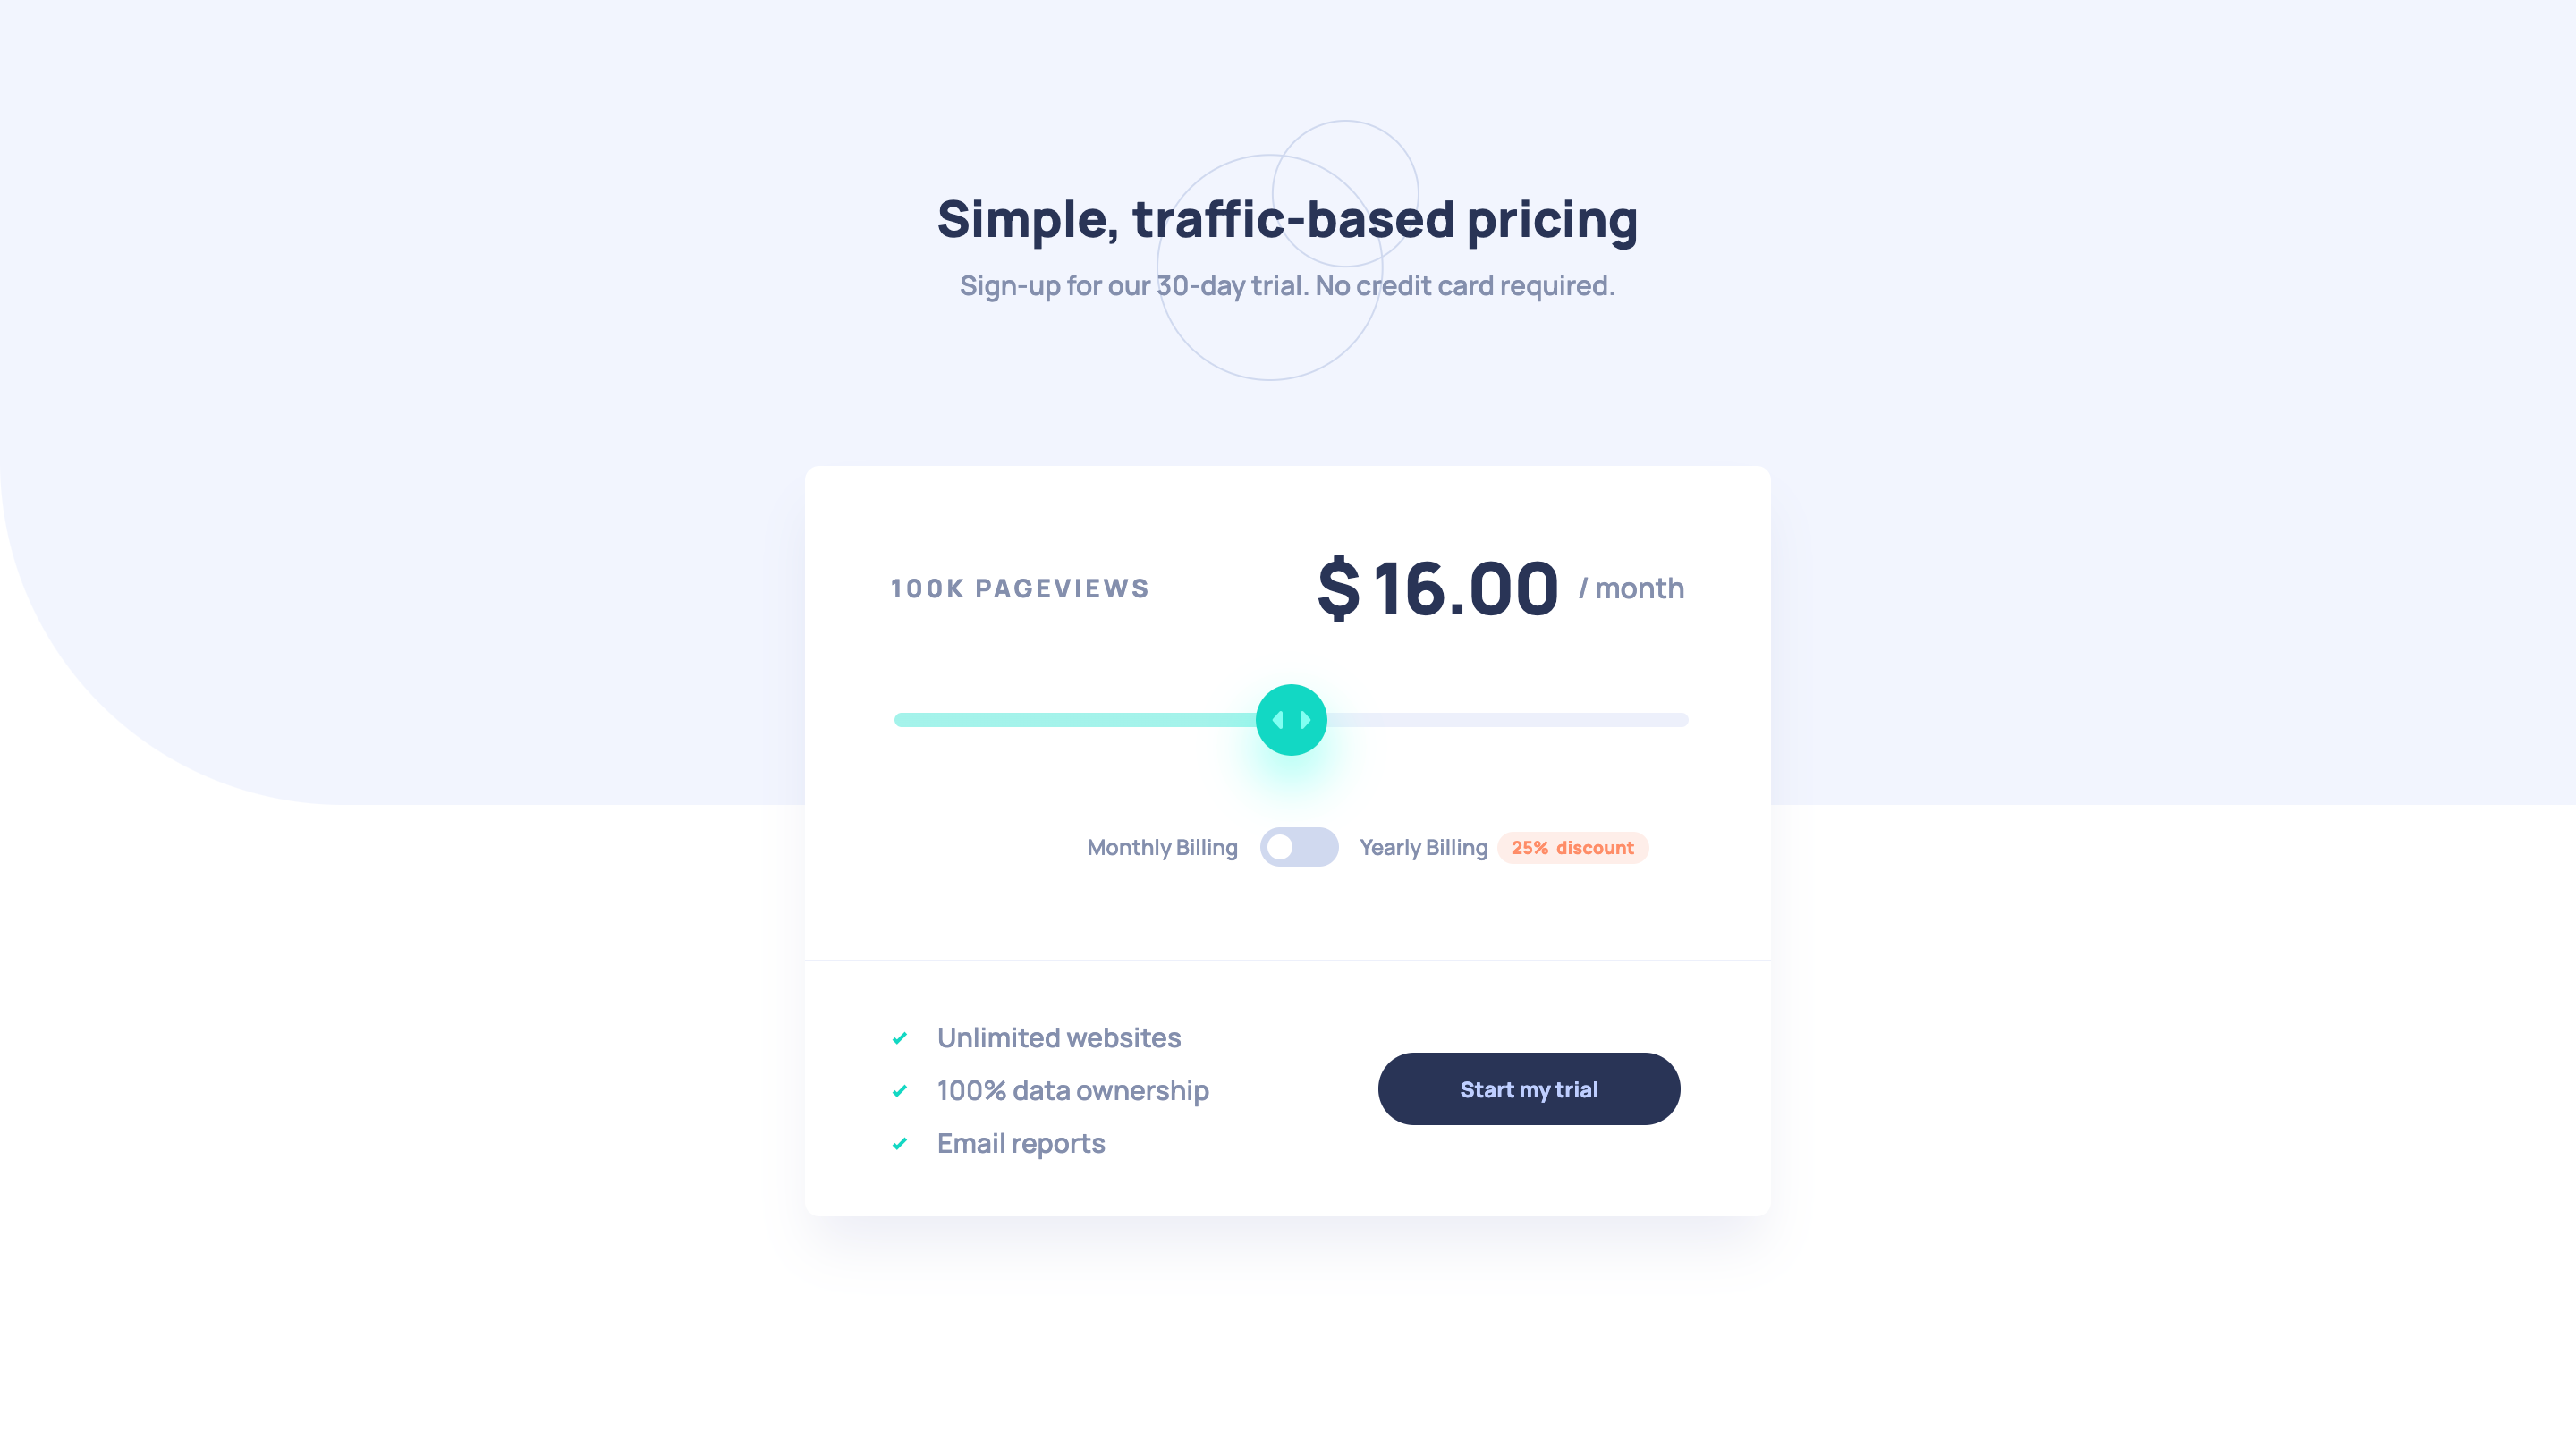 Simple, traffic-based pricing
Sign-up for our 30-day trial. No credit card required.
100K PAGEVIEWS
$ 16.00 / month
Monthly Billing
Yearly Billing 25% discount
Unlimited websites
100% data ownership
Email reports
Start my trial